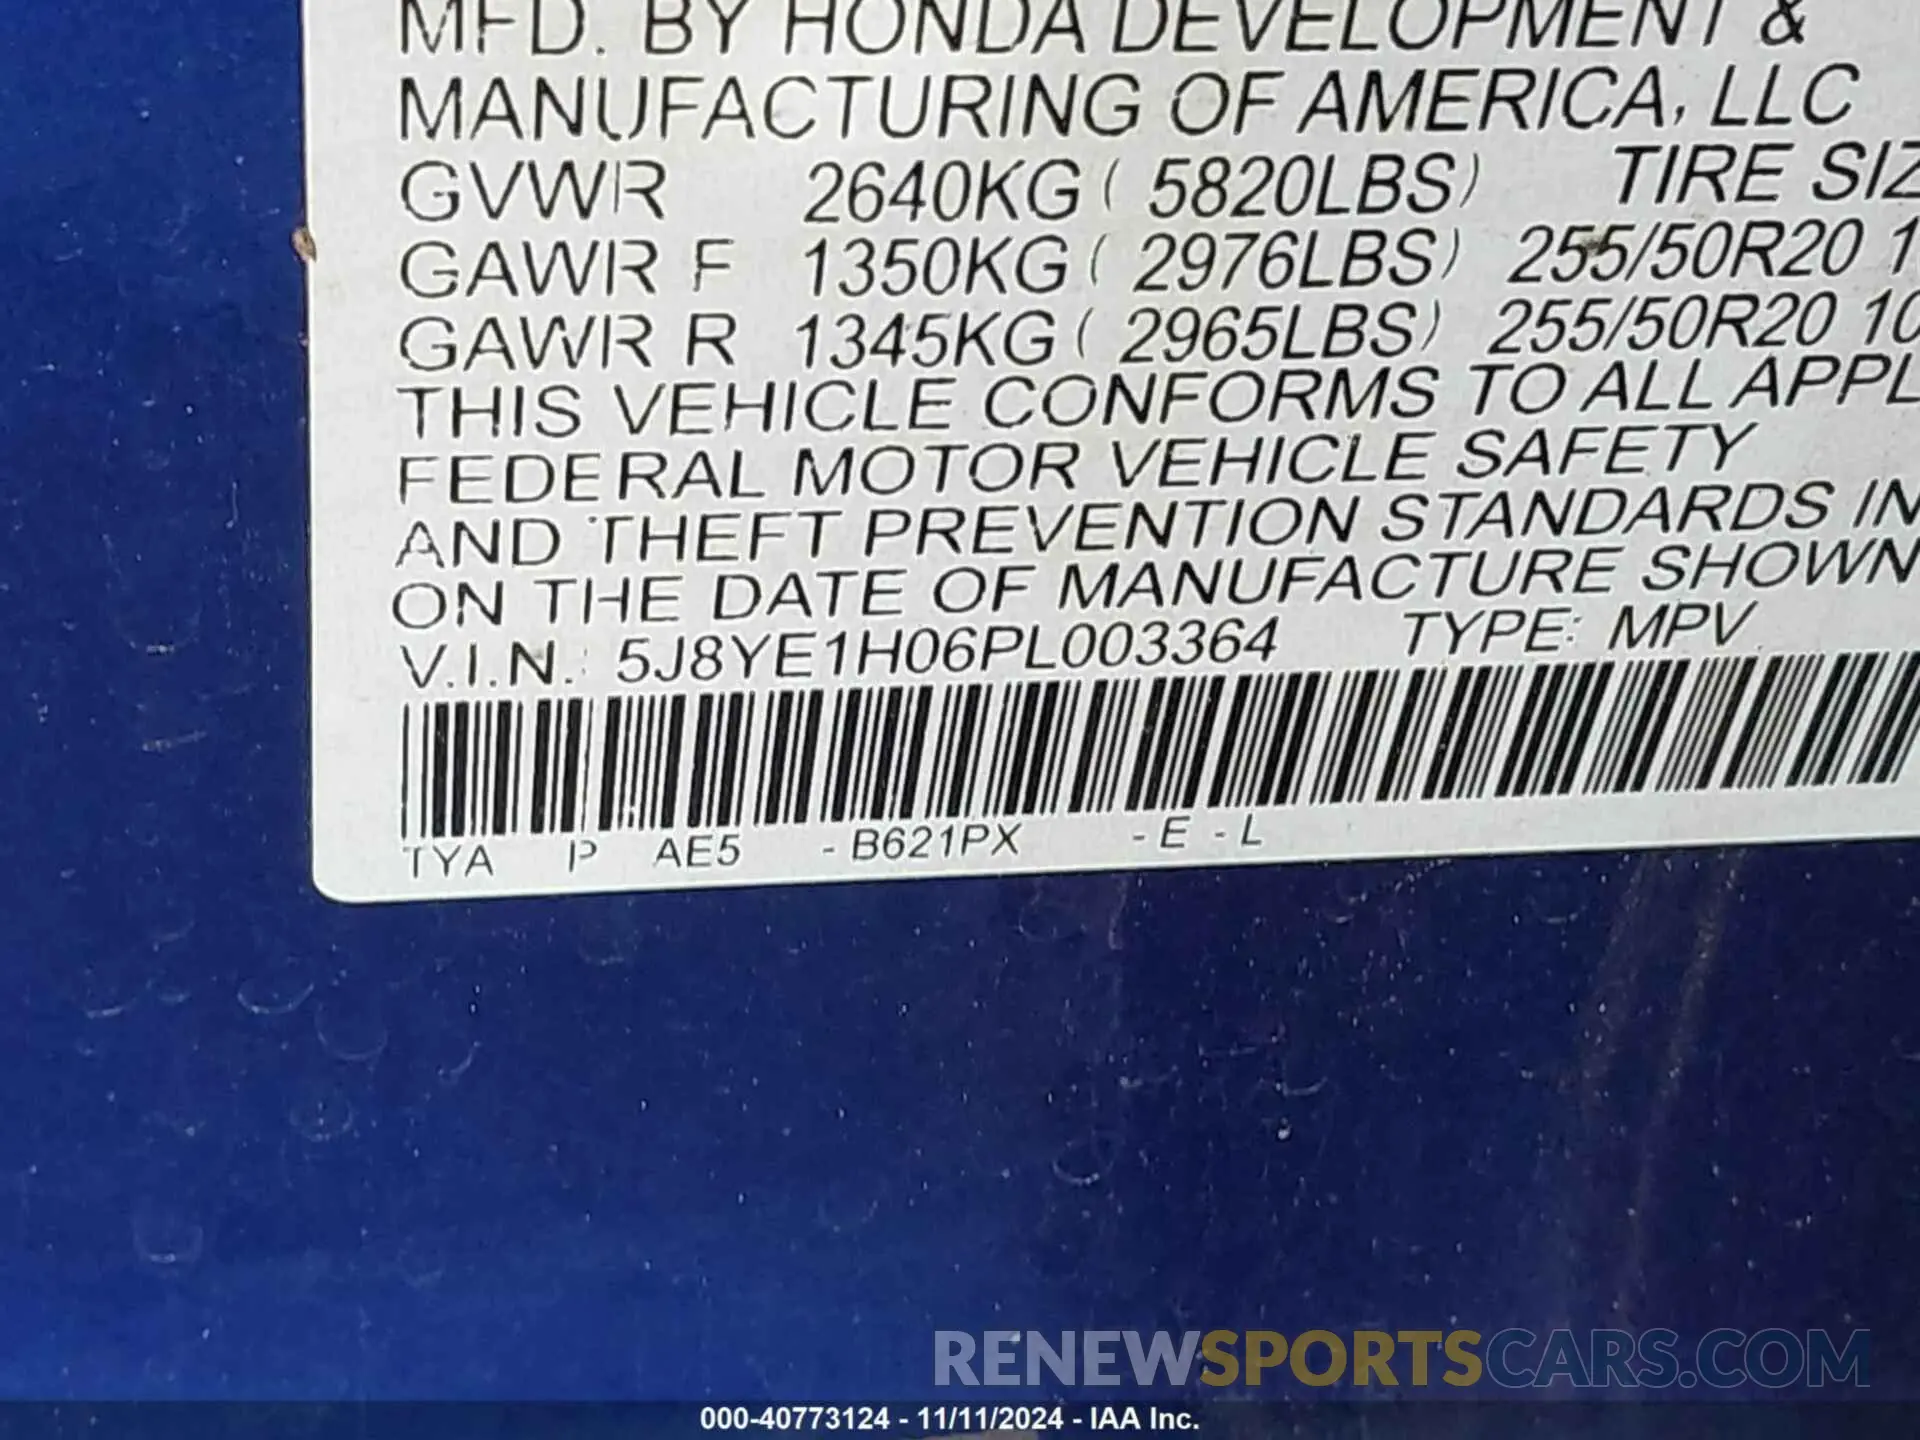 MFD. BY HONDA DEVELOPMENT &
MANUFACTURING OF AMERICA, LLC
GVWR 2640KG ( 5820LBS) TIRE SIZ
GAWR F 1350KG ( 2976LBS) 255/50R20 1
GAWR R 1345KG ( 2965LBS) 255/50R20 10
THIS VEHICLE CONFORMS TO ALL APPL
FEDERAL MOTOR VEHICLE SAFETY
AND THEFT PREVENTION STANDARDS IN
ON THE DATE OF MANUFACTURE SHOWN
V.I.N.: 5J8YE1H06PL003364 TYPE: MPV
TYA P AE5 -B621PX -E -L
RENEWSPORTSCARS.COM
000-40773124 - 11/11/2024 - IAA Inc.